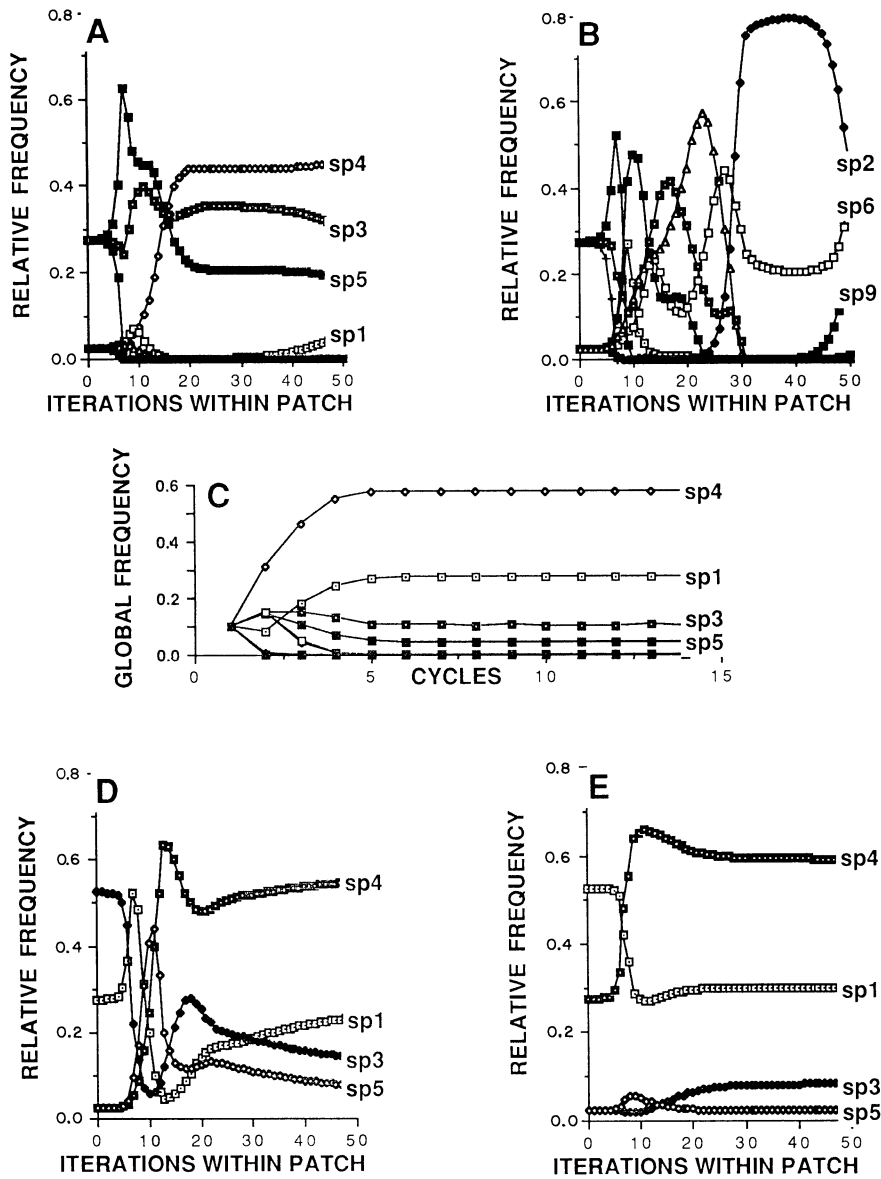 A
0.8
0.6
0.4
0.2
0.0
RELATIVE FREQUENCY
sp4
sp3
sp5
sp1
0 10 20 30 40 50
ITERATIONS WITHIN PATCH
B
0.8
0.6
0.4
0.2
0.0
RELATIVE FREQUENCY
sp2
sp6
sp9
0 10 20 30 40 50
ITERATIONS WITHIN PATCH
C
0.6
0.4
0.2
0.0
GLOBAL FREQUENCY
sp4
sp1
sp3
sp5
0 5 10 15
CYCLES
D
0.8
0.6
0.4
0.2
0.0
RELATIVE FREQUENCY
sp4
sp1
sp3
sp5
0 10 20 30 40 50
ITERATIONS WITHIN PATCH
E
0.8
0.6
0.4
0.2
0.0
RELATIVE FREQUENCY
sp4
sp1
sp3
sp5
0 10 20 30 40 50
ITERATIONS WITHIN PATCH